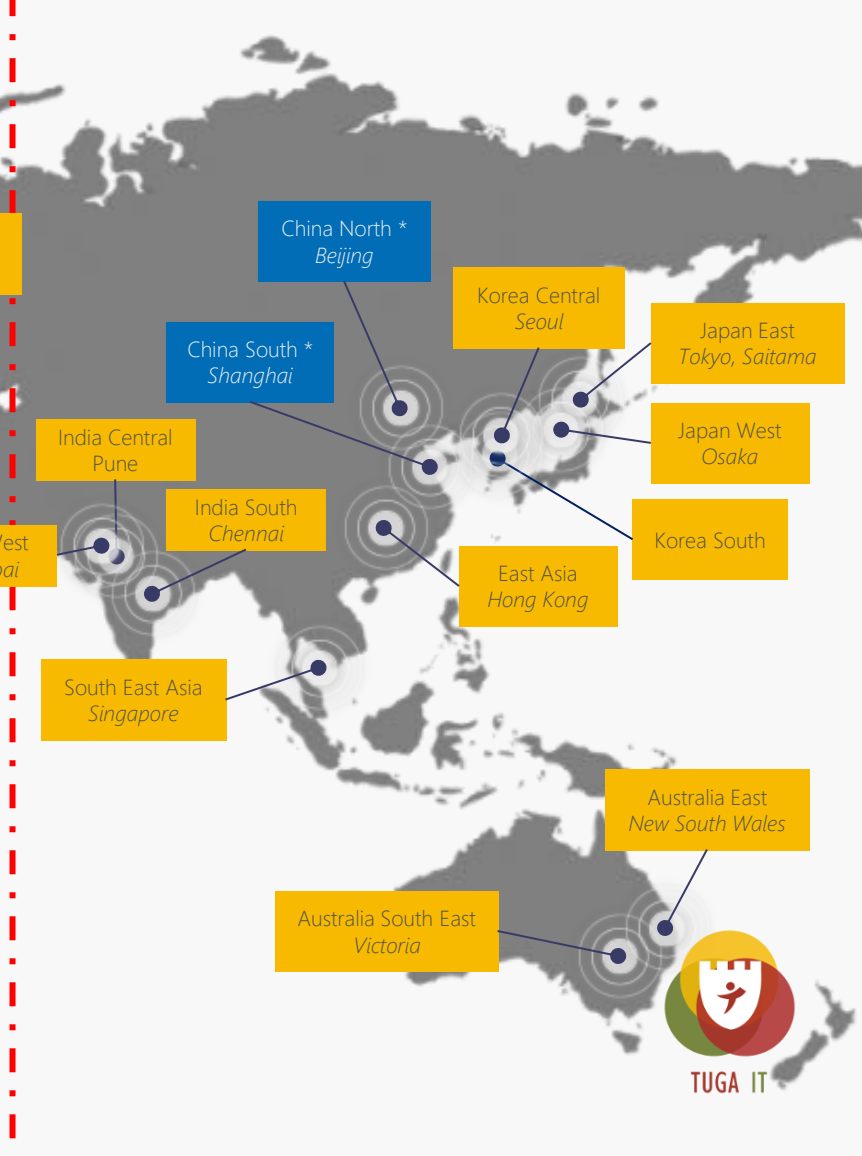 China North *
Beijing
Korea Central
Seoul
Japan East
Tokyo, Saitama
China South *
Shanghai
Japan West
Osaka
India Central
Pune
India South
Chennai
Korea South
East Asia
Hong Kong
South East Asia
Singapore
Australia East
New South Wales
Australia South East
Victoria
TUGA IT